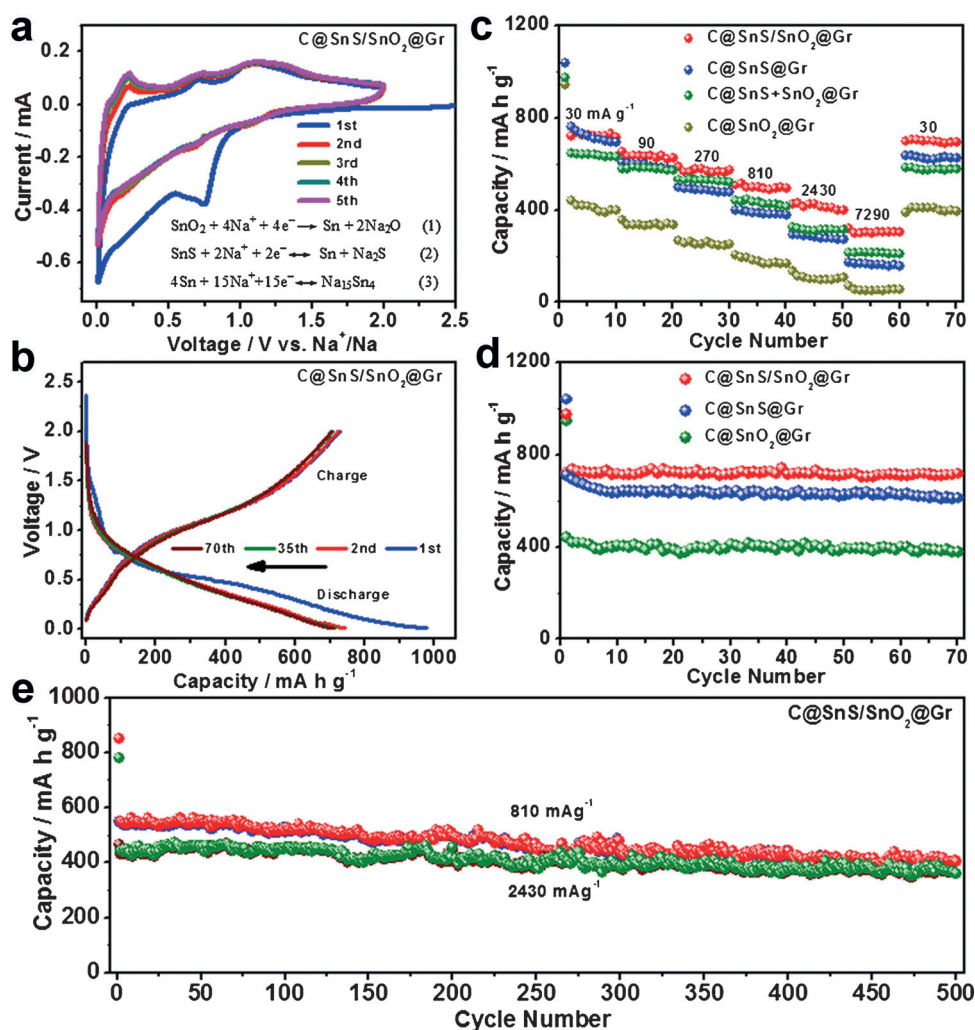 a
C@SnS/SnO₂@Gr
Current / mA
0.2
0.0
-0.2
-0.4
-0.6
1st
2nd
3rd
4th
5th
SnO₂ + 4Na⁺ + 4e⁻ → Sn + 2Na₂O (1)
SnS + 2Na⁺ + 2e⁻ ↔ Sn + Na₂S (2)
4Sn + 15Na⁺+15e⁻ ↔ Na₁₅Sn₄ (3)
0.0 0.5 1.0 1.5 2.0 2.5
Voltage / V vs. Na⁺/Na
b
C@SnS/SnO₂@Gr
Voltage / V
2.5
2.0
1.5
1.0
0.5
0.0
Charge
70th 35th 2nd 1st
Discharge
0 200 400 600 800 1000
Capacity / mA h g⁻¹
c
Capacity / mA h g⁻¹
1200
800
400
0
C@SnS/SnO₂@Gr
C@SnS@Gr
C@SnS+SnO₂@Gr
C@SnO₂@Gr
30 mA g⁻¹
90
270
810
2430
7290
30
0 10 20 30 40 50 60 70
Cycle Number
d
Capacity / mA h g⁻¹
1200
800
400
0
C@SnS/SnO₂@Gr
C@SnS@Gr
C@SnO₂@Gr
0 10 20 30 40 50 60 70
Cycle Number
e
C@SnS/SnO₂@Gr
Capacity / mA h g⁻¹
1000
800
600
400
200
0
810 mAg⁻¹
2430 mAg⁻¹
0 50 100 150 200 250 300 350 400 450 500
Cycle Number